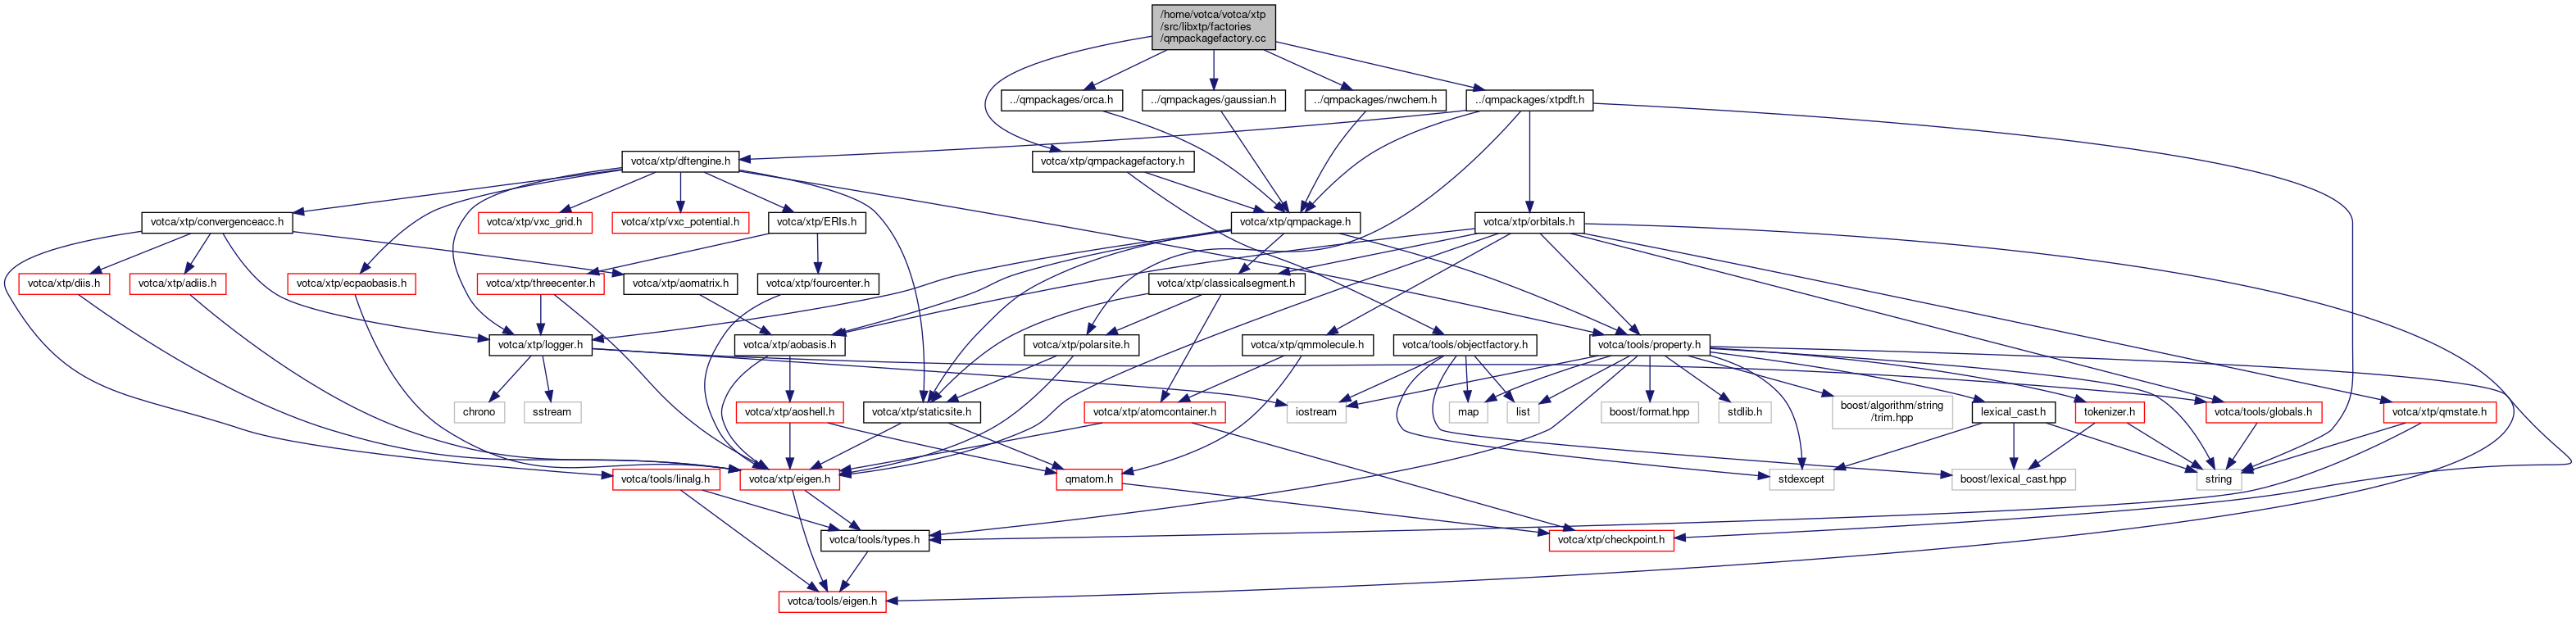 /home/votca/votca/xtp
/src/libxtp/factories
/qmpackagefactory.cc
../qmpackages/orca.h
../qmpackages/gaussian.h
../qmpackages/nwchem.h
../qmpackages/xtpdft.h
votca/xtp/dftengine.h
votca/xtp/qmpackagefactory.h
votca/xtp/convergenceacc.h
votca/xtp/vxc_grid.h
votca/xtp/vxc_potential.h
votca/xtp/ERIs.h
votca/xtp/qmpackage.h
votca/xtp/orbitals.h
votca/xtp/diis.h
votca/xtp/adiis.h
votca/xtp/ecpaobasis.h
votca/xtp/threecenter.h
votca/xtp/aomatrix.h
votca/xtp/fourcenter.h
votca/xtp/classicalsegment.h
votca/xtp/logger.h
votca/xtp/aobasis.h
votca/xtp/polarsite.h
votca/xtp/qmmolecule.h
votca/tools/objectfactory.h
votca/tools/property.h
chrono
sstream
votca/xtp/aoshell.h
votca/xtp/staticsite.h
votca/xtp/atomcontainer.h
iostream
map
list
boost/format.hpp
stdlib.h
boost/algorithm/string
/trim.hpp
lexical_cast.h
tokenizer.h
votca/tools/globals.h
votca/xtp/qmstate.h
votca/tools/linalg.h
votca/xtp/eigen.h
qmatom.h
stdexcept
boost/lexical_cast.hpp
string
votca/tools/types.h
votca/xtp/checkpoint.h
votca/tools/eigen.h